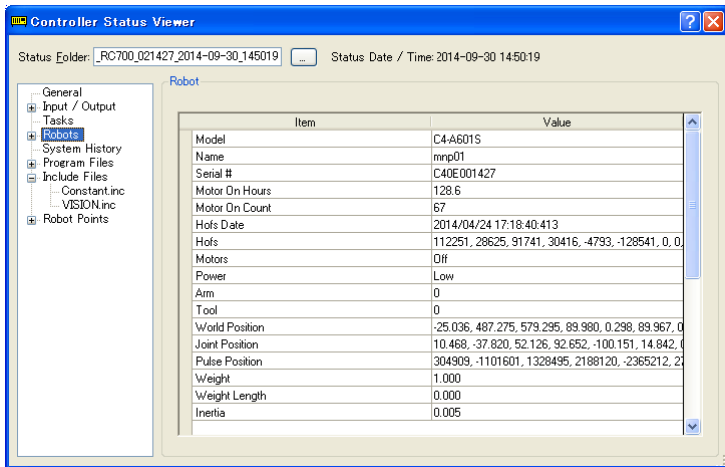 Controller Status Viewer
Status Folder: _RC700_021427_2014-09-30_145019 ... Status Date / Time: 2014-09-30 14:50:19
General
Input / Output
Tasks
Robots
System History
Program Files
Include Files
Constant.inc
VISION.inc
Robot Points
Robot
Item Value
Model C4-A601S
Name mnp01
Serial # C40E001427
Motor On Hours 128.6
Motor On Count 67
Hofs Date 2014/04/24 17:18:40:413
Hofs 112251, 28625, 91741, 30416, -4793, -128541, 0, 0,
Motors Off
Power Low
Arm 0
Tool 0
World Position -25.036, 487.275, 579.295, 89.980, 0.298, 89.967, 0
Joint Position 10.468, -37.820, 52.126, 92.652, -100.151, 14.842,
Pulse Position 304909, -1101601, 1328495, 2188120, -2365212,
Weight 1.000
Weight Length 0.000
Inertia 0.005